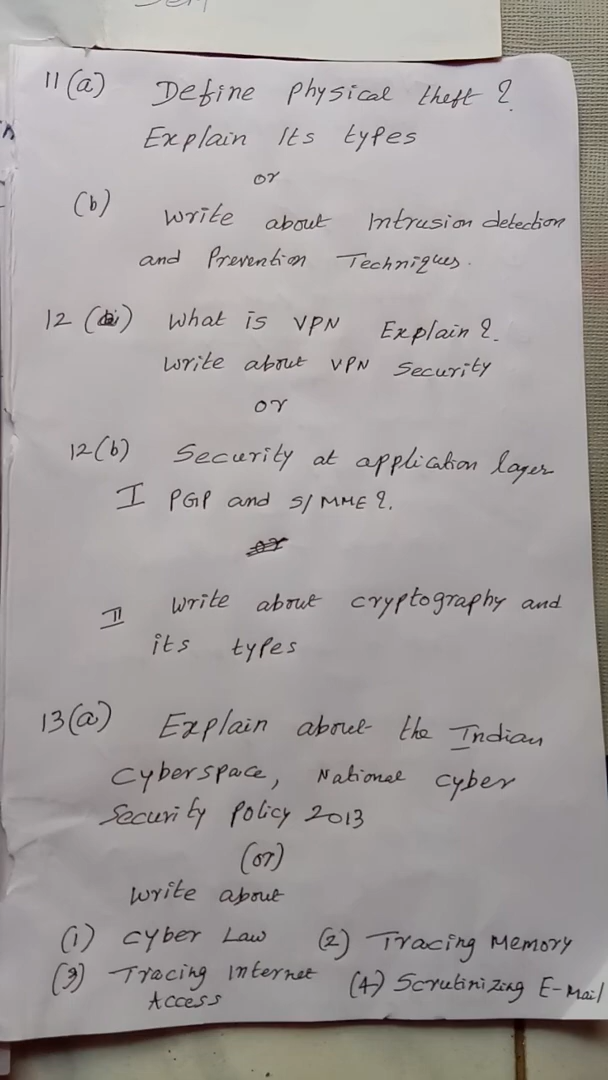 11(a) Define physical theft?
Explain Its types
or
(b) Write about Intrusion detection
and Prevention Techniques.
12 (a) What is VPN Explain?
Write about VPN Security
or
12(b) Security at application layer
I PGP and S/MME?
II Write about cryptography and
its types
13(a) Explain about the Indian
Cyberspace, National cyber
Security Policy 2013
(or)
Write about
(1) Cyber Law (2) Tracing Memory
(3) Tracing Internet (4) Scrutinizing E-Mail
Access